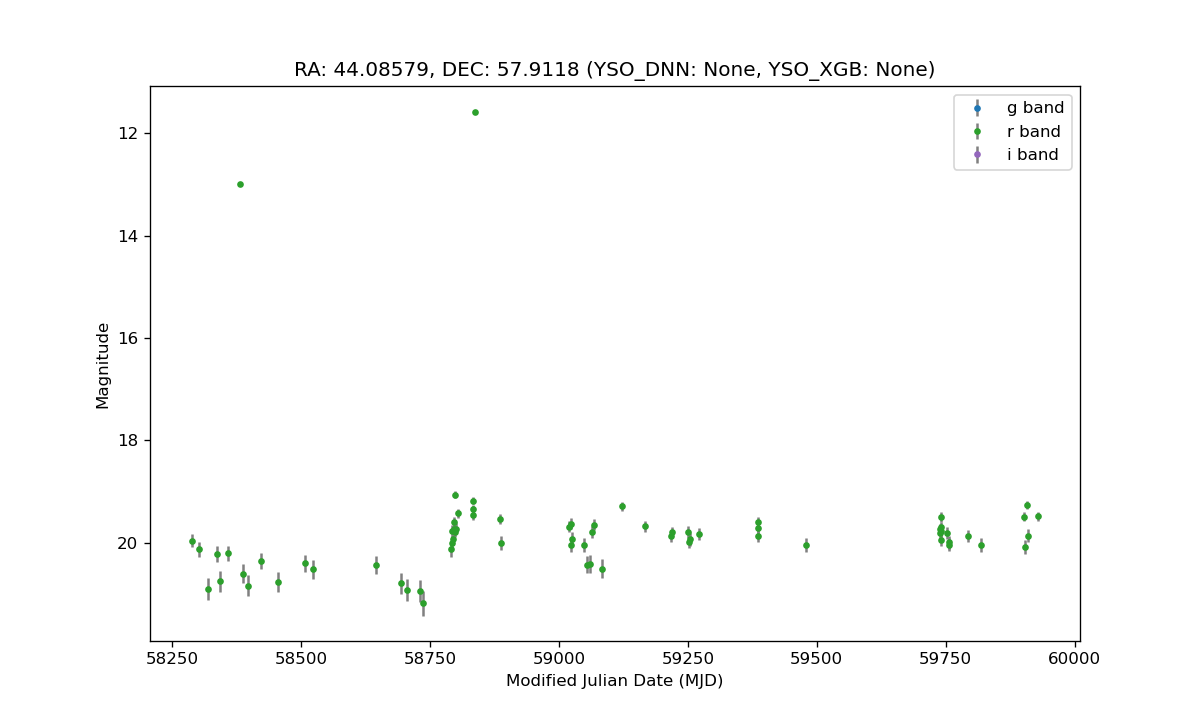 RA: 44.08579, DEC: 57.9118 (YSO_DNN: None, YSO_XGB: None)
g band
r band
i band
12
14
16
18
20
Magnitude
58250 58500 58750 59000 59250 59500 59750 60000
Modified Julian Date (MJD)